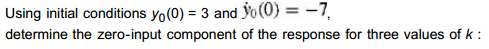 Using initial conditions y₀(0) = 3 and ẏ₀(0) = −7,
determine the zero-input component of the response for three values of k :